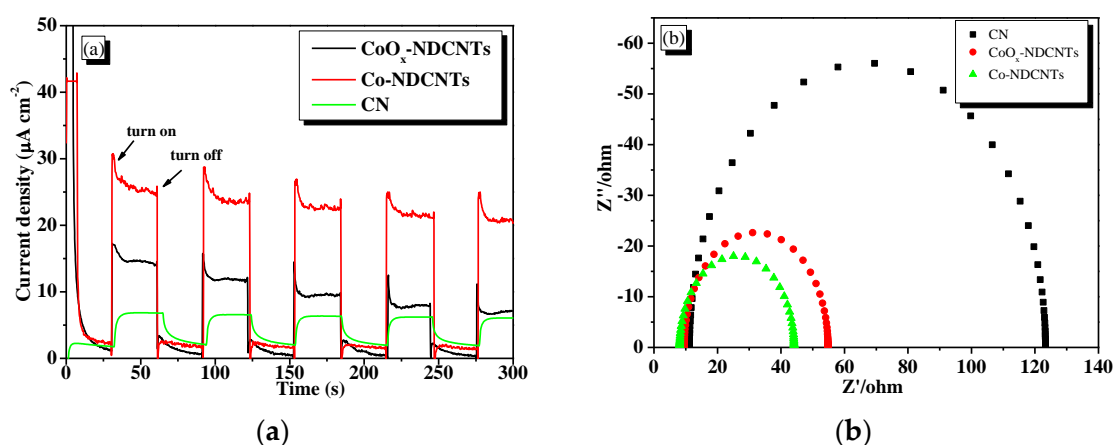 (a)
CoOx-NDCNTs
Co-NDCNTs
CN
turn on
turn off
Current density (μA cm-2)
50
40
30
20
10
0
0 50 100 150 200 250 300
Time (s)
(a)
(b)
CN
CoOx-NDCNTs
Co-NDCNTs
Z''/ohm
-60
-50
-40
-30
-20
-10
0
0 20 40 60 80 100 120 140
Z'/ohm
(b)